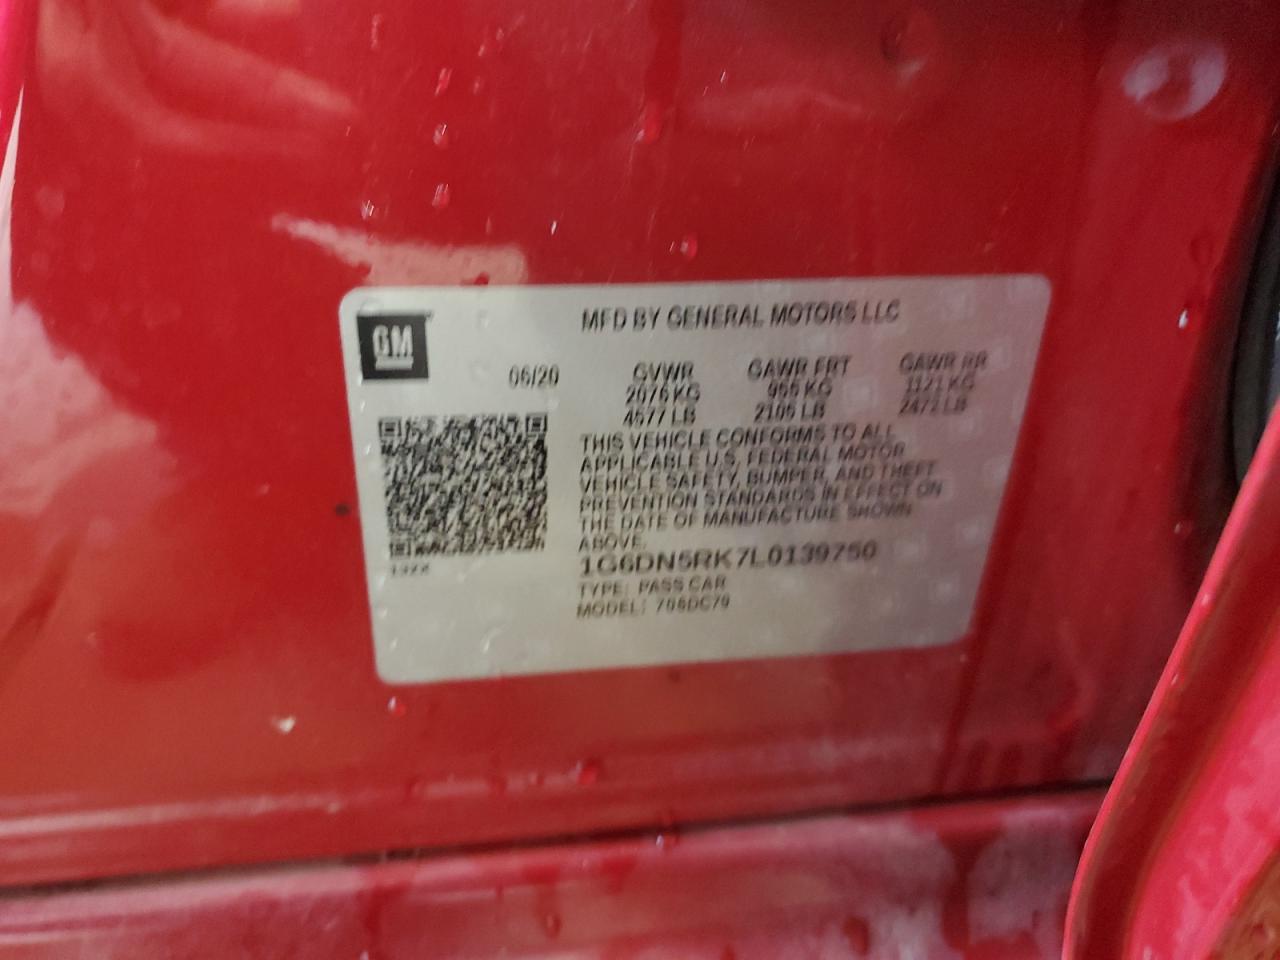 GM
MFD BY GENERAL MOTORS LLC
06/20
GVWR GAWR FRT GAWR RR
2076 KG 955 KG 1121 KG
4577 LB 2105 LB 2472 LB
THIS VEHICLE CONFORMS TO ALL
APPLICABLE U.S. FEDERAL MOTOR
VEHICLE SAFETY, BUMPER, AND THEFT
PREVENTION STANDARDS IN EFFECT ON
THE DATE OF MANUFACTURE SHOWN
ABOVE.
1G6DN5RK7L0139750
TYPE: PASS CAR
MODEL: